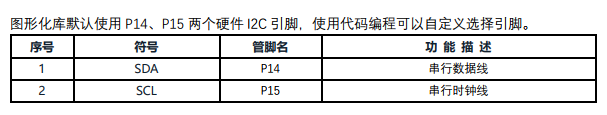 图形化库默认使用 P14、P15 两个硬件 I2C 引脚，使用代码编程可以自定义选择引脚。
序号 符号 管脚名 功 能 描 述
1 SDA P14 串行数据线
2 SCL P15 串行时钟线